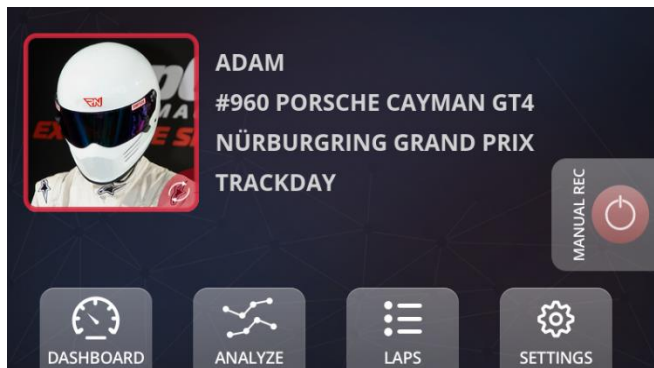 ADAM
#960 PORSCHE CAYMAN GT4
NÜRBURGRING GRAND PRIX
TRACKDAY
MANUAL REC
DASHBOARD
ANALYZE
LAPS
SETTINGS